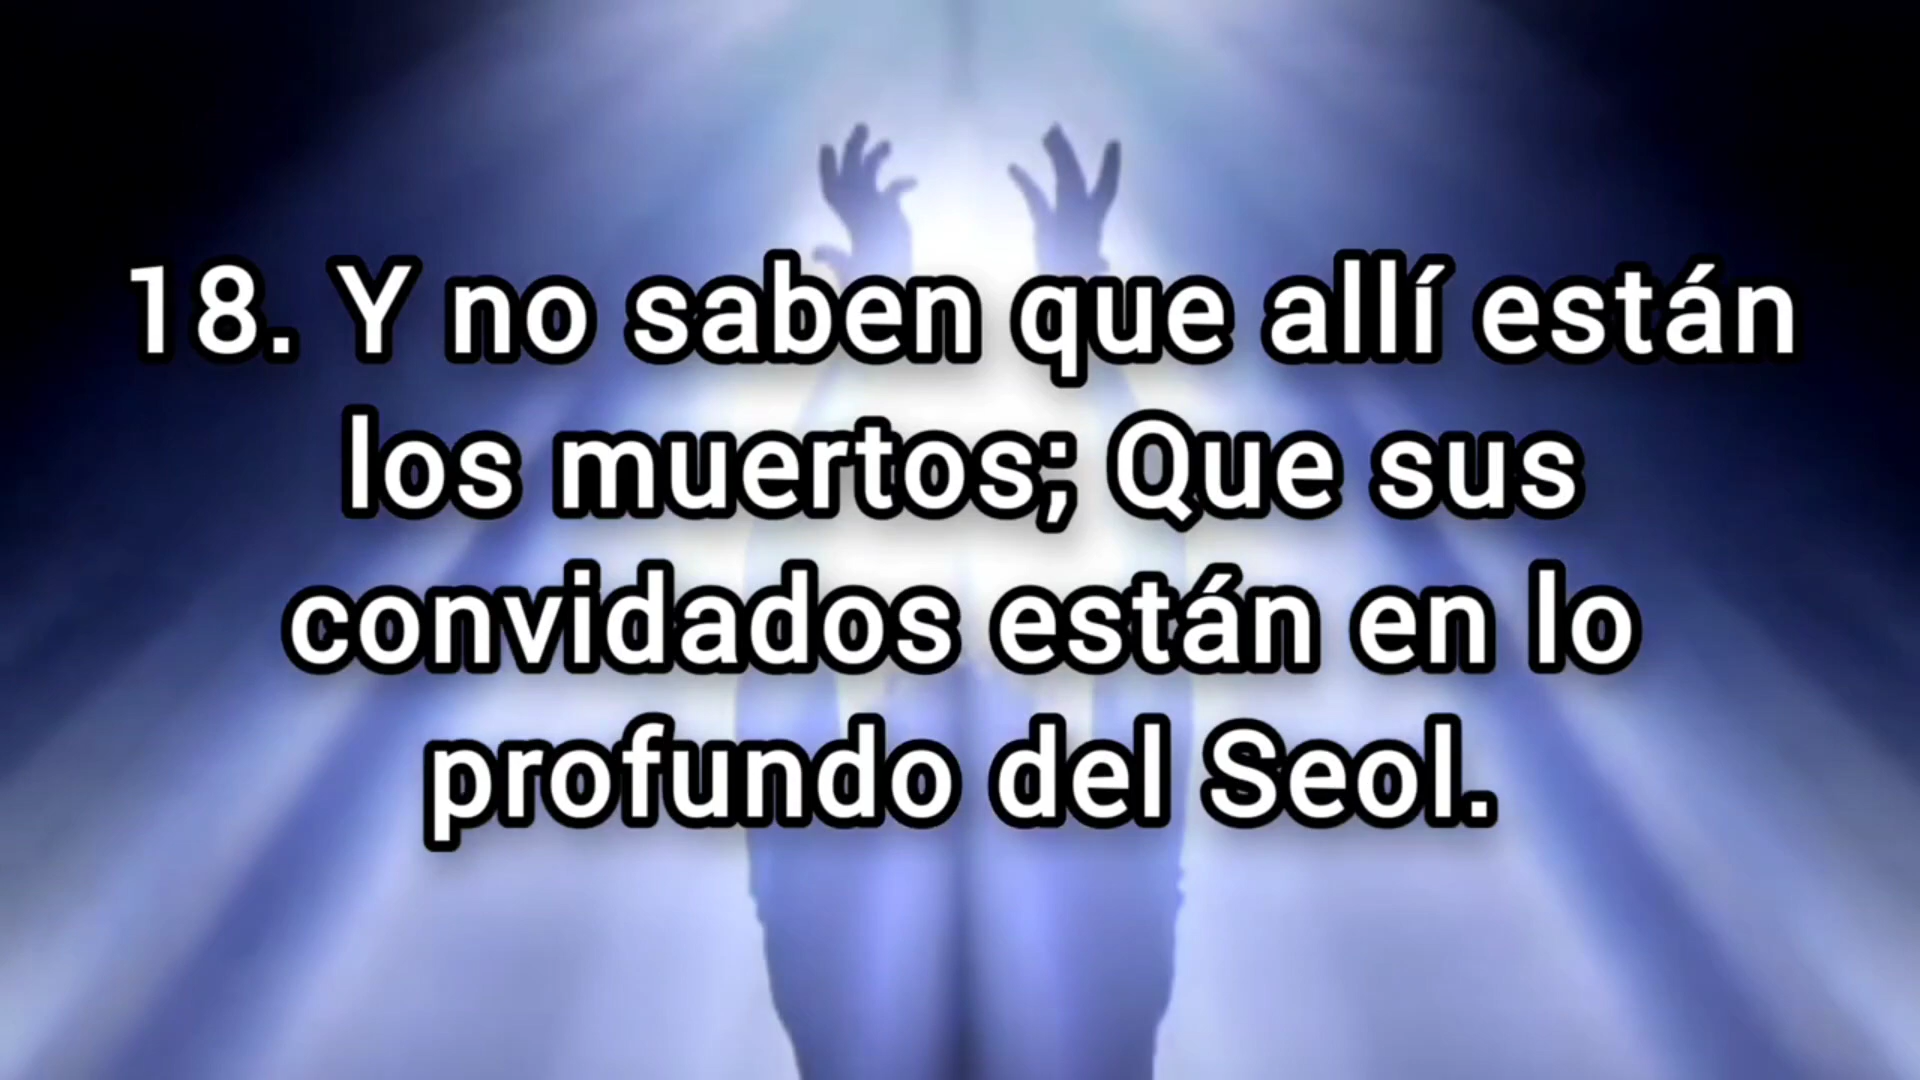 18. Y no saben que allí están
los muertos; Que sus
convidados están en lo
profundo del Seol.